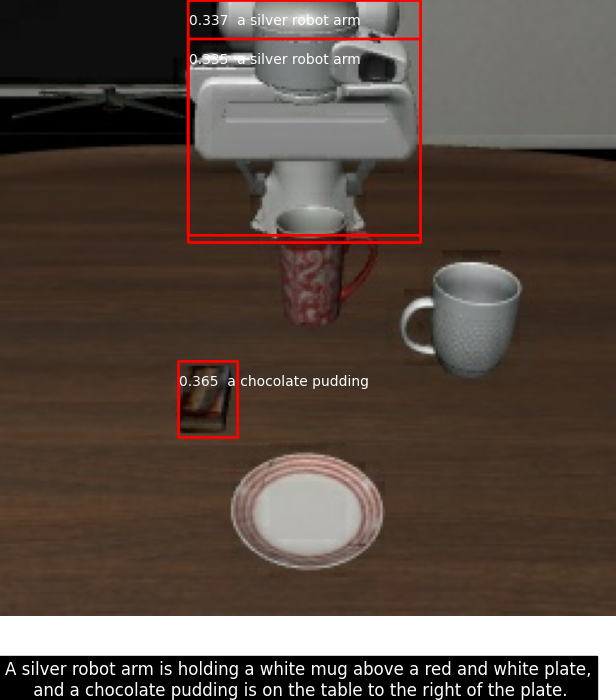 0.337 a silver robot arm
0.335 a silver robot arm
0.365 a chocolate pudding
A silver robot arm is holding a white mug above a red and white plate,
and a chocolate pudding is on the table to the right of the plate.